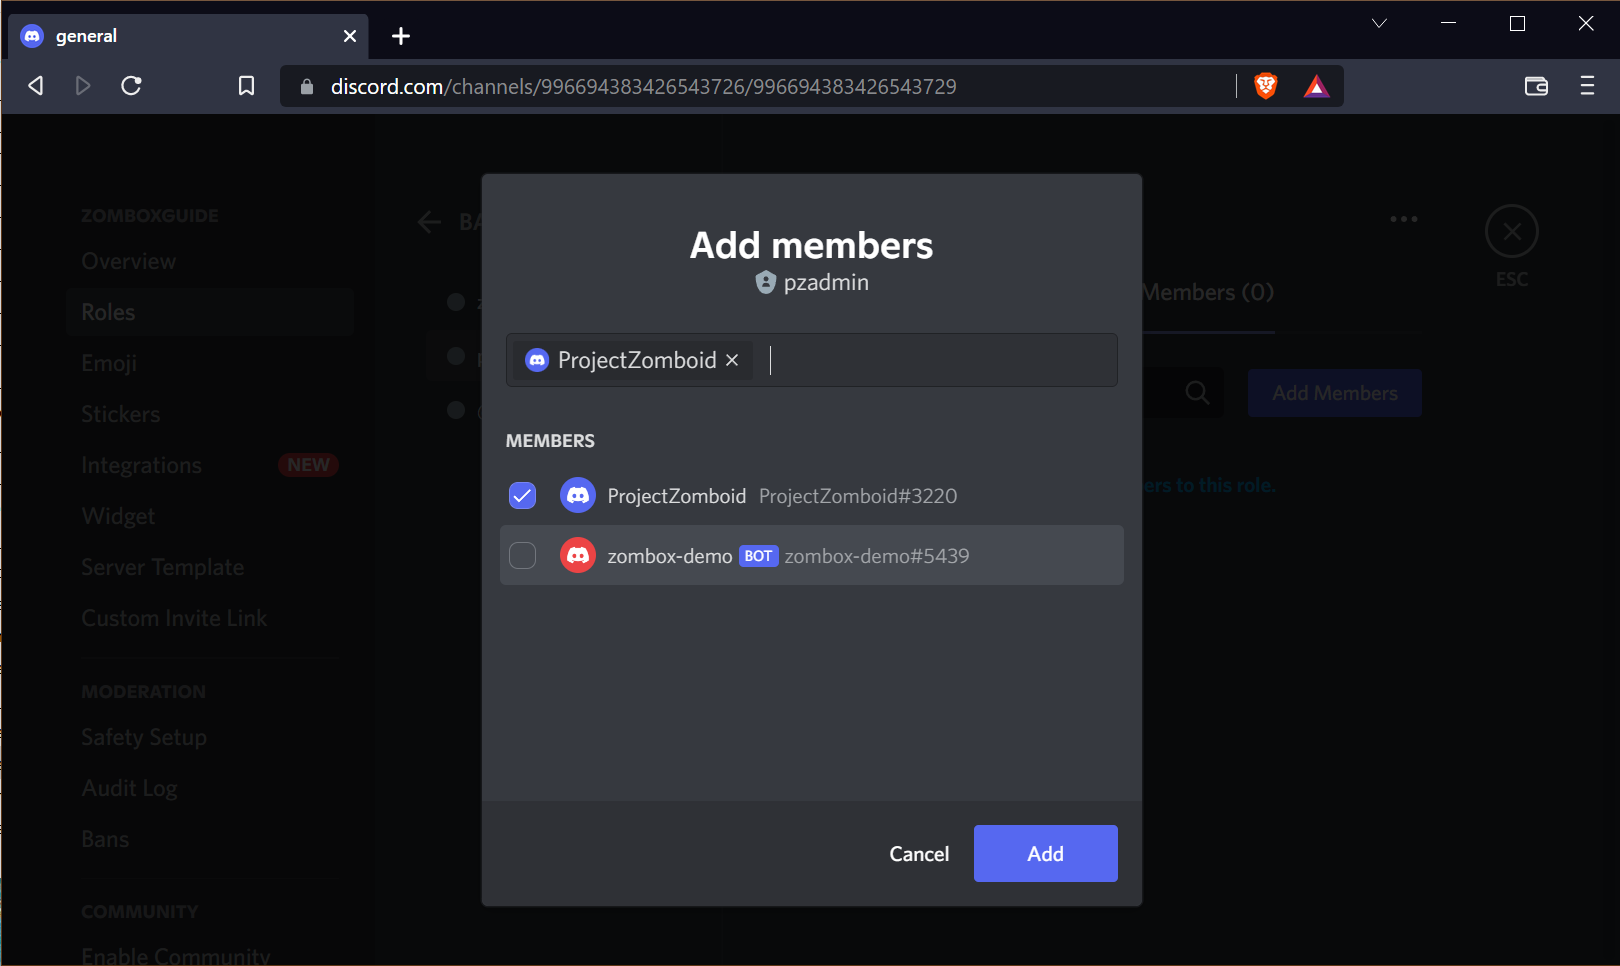 general
discord.com/channels/996694383426543726/996694383426543729
ZOMBOXGUIDE
Overview
Roles
Emoji
Stickers
Integrations NEW
Widget
Server Template
Custom Invite Link
MODERATION
Safety Setup
Audit Log
Bans
COMMUNITY
Enable Community
Add members
pzadmin
ProjectZomboid
MEMBERS
ProjectZomboid ProjectZomboid#3220
zombox-demo BOT zombox-demo#5439
Cancel
Add
Members (0)
Add Members
to this role.
ESC